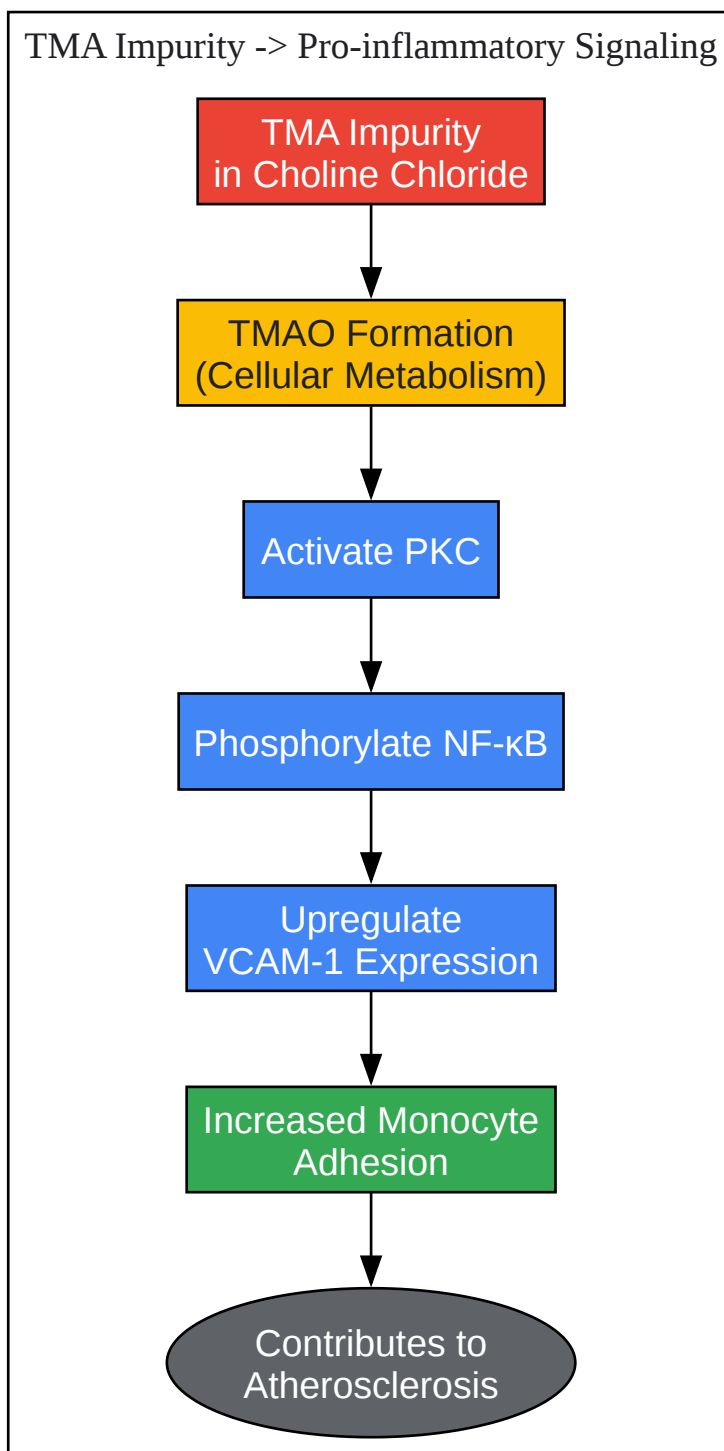 TMA Impurity -> Pro-inflammatory Signaling
TMA Impurity
in Choline Chloride
TMAO Formation
(Cellular Metabolism)
Activate PKC
Phosphorylate NF-κB
Upregulate
VCAM-1 Expression
Increased Monocyte
Adhesion
Contributes to
Atherosclerosis